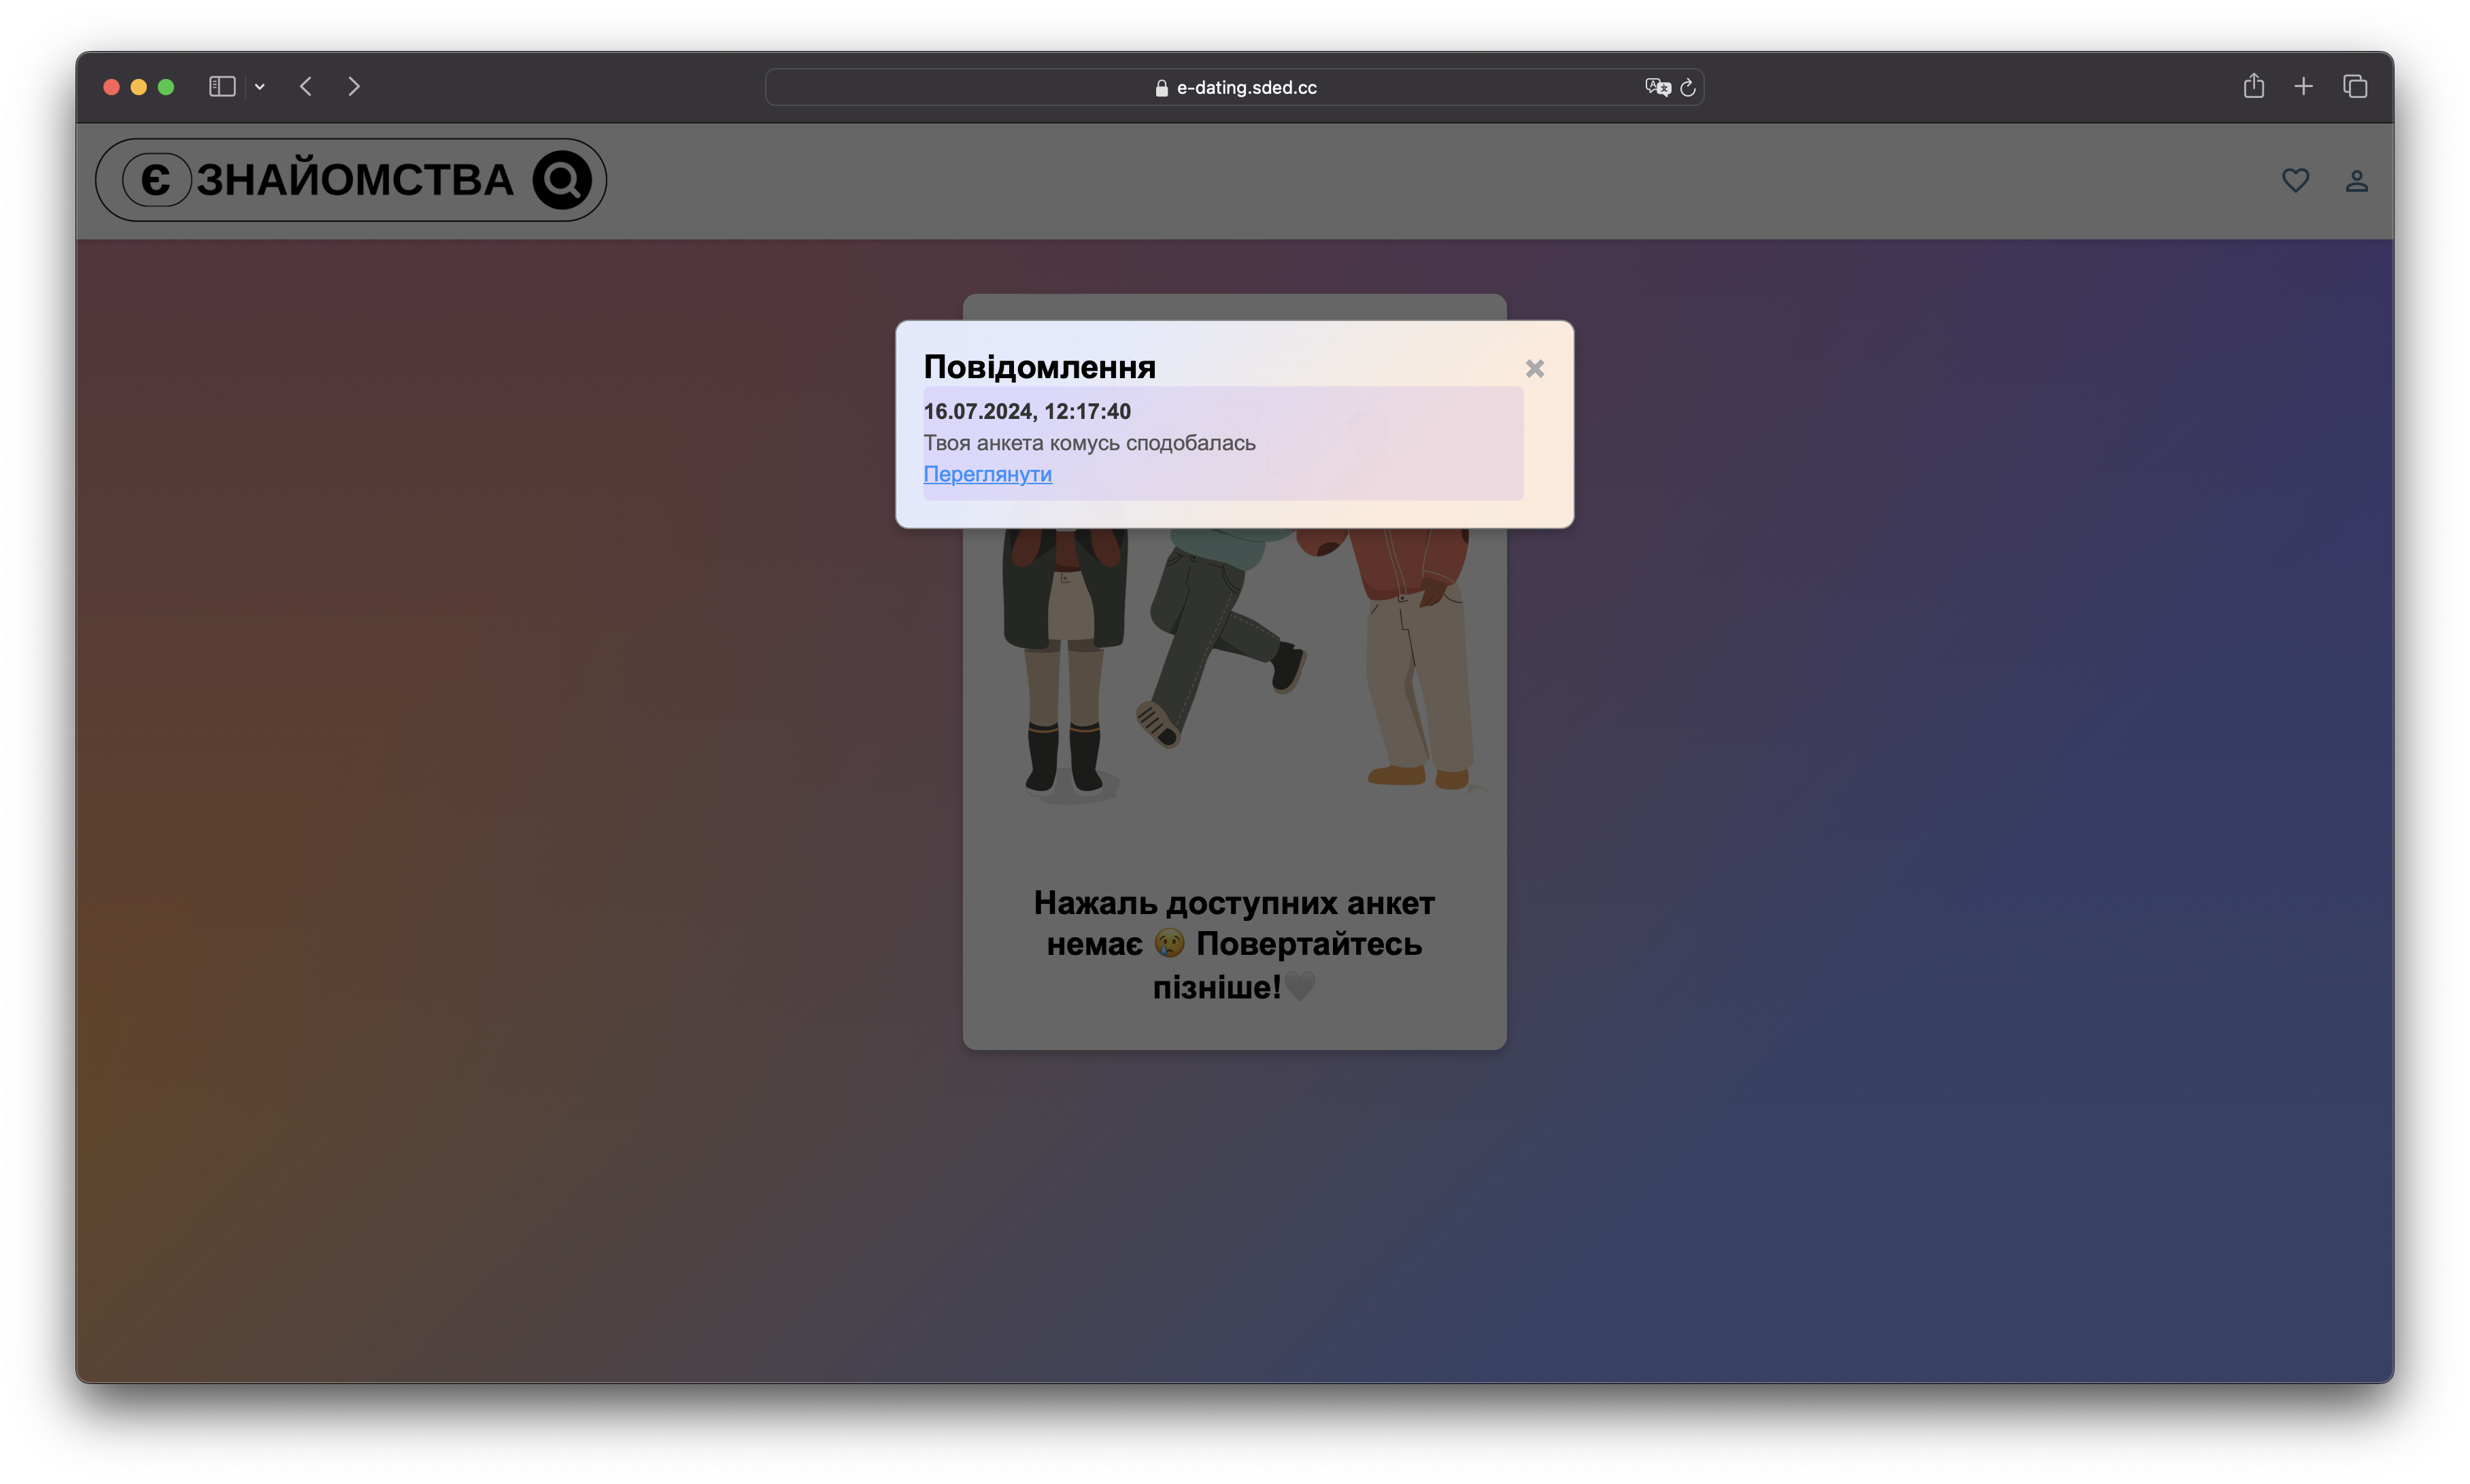 e-dating.sded.cc
є ЗНАЙОМСТВА
Повідомлення
16.07.2024, 12:17:40
Твоя анкета комусь сподобалась
Переглянути
Нажаль доступних анкет
немає 😢 Повертайтесь
пізніше!🤍